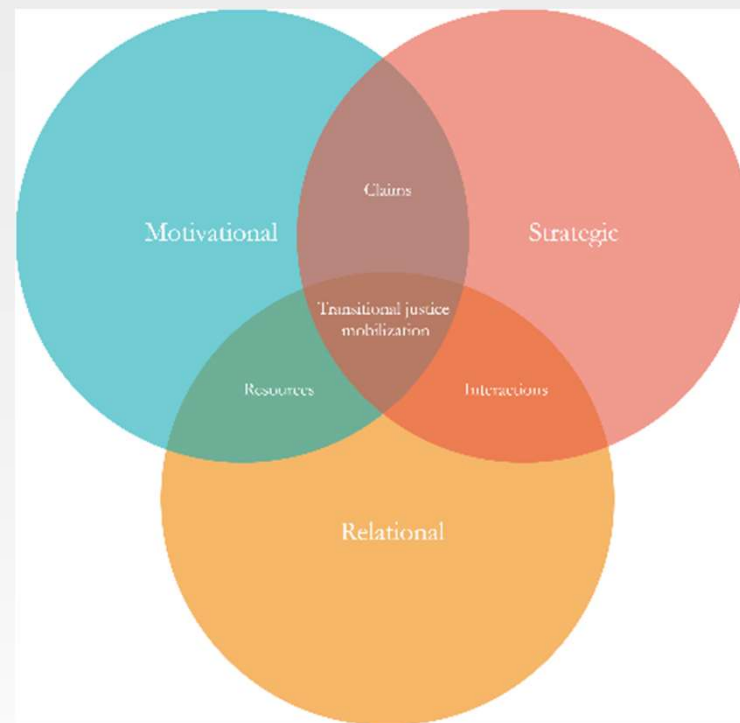 Claims
Motivational
Strategic
Transitional justice
mobilization
Resources
Interactions
Relational